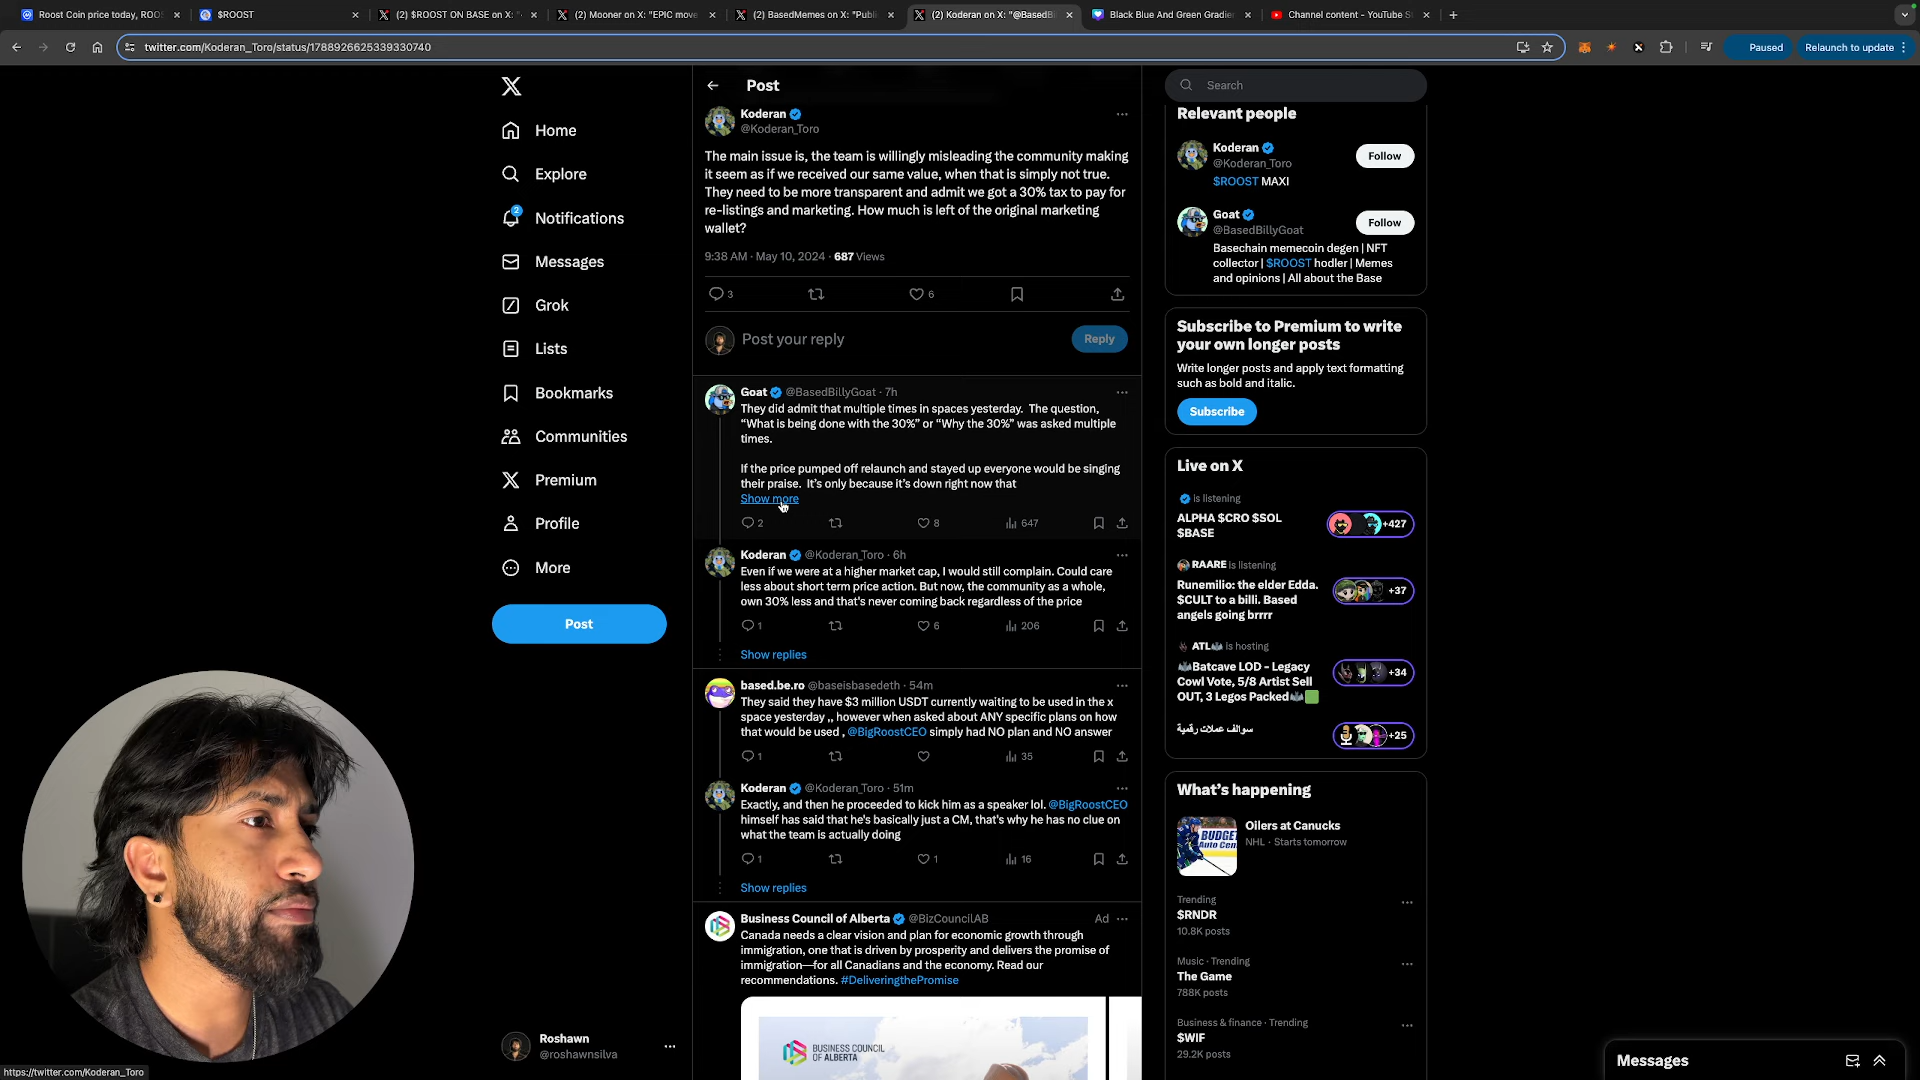 Roost Coin price today, ROO
$ROOST
(2) $ROOST ON BASE on X: "
(2) Mooner on X: "EPIC move
(2) BasedMemes on X: "Public
(2) Koderan on X: "@BasedBi
Black Blue And Green Gradie
Channel content - YouTube S
twitter.com/Koderan_Toro/status/1788926625339330740
Paused
Relaunch to update
Home
Explore
2
Notifications
Messages
Grok
Lists
Bookmarks
Communities
Premium
Profile
More
Post
Roshawn
@roshawnsilva
https://twitter.com/Koderan_Toro
Post
Koderan
@Koderan_Toro
The main issue is, the team is willingly misleading the community making
it seem as if we received our same value, when that is simply not true.
They need to be more transparent and admit we got a 30% tax to pay for
re-listings and marketing. How much is left of the original marketing
wallet?
9:38 AM · May 10, 2024 · 687 Views
3
6
Post your reply
Reply
Goat @BasedBillyGoat · 7h
They did admit that multiple times in spaces yesterday. The question,
“What is being done with the 30%” or “Why the 30%” was asked multiple
times.
If the price pumped off relaunch and stayed up everyone would be singing
their praise. It’s only because it’s down right now that
Show more
2
8
647
Koderan @Koderan_Toro · 6h
Even if we were at a higher market cap, I would still complain. Could care
less about short term price action. But now, the community as a whole,
own 30% less and that's never coming back regardless of the price
1
6
206
Show replies
based.be.ro @baseisbasedeth · 54m
They said they have $3 million USDT currently waiting to be used in the x
space yesterday ,, however when asked about ANY specific plans on how
that would be used , @BigRoostCEO simply had NO plan and NO answer
1
35
Koderan @Koderan_Toro · 51m
Exactly, and then he proceeded to kick him as a speaker lol. @BigRoostCEO
himself has said that he's basically just a CM, that's why he has no clue on
what the team is actually doing
1
1
16
Show replies
Business Council of Alberta @BizCouncilAB
Ad
Canada needs a clear vision and plan for economic growth through
immigration, one that is driven by prosperity and delivers the promise of
immigration—for all Canadians and the economy. Read our
recommendations. #DeliveringthePromise
BUSINESS COUNCIL
OF ALBERTA
Search
Relevant people
Koderan
@Koderan_Toro
Follow
$ROOST MAXI
Goat
@BasedBillyGoat
Follow
Basechain memecoin degen | NFT
collector | $ROOST hodler | Memes
and opinions | All about the Base
Subscribe to Premium to write
your own longer posts
Write longer posts and apply text formatting
such as bold and italic.
Subscribe
Live on X
is listening
ALPHA $CRO $SOL
$BASE
+427
RAARE is listening
Runemilio: the elder Edda.
$CULT to a billi. Based
angels going brrrr
+37
ATL🦇 is hosting
🦇Batcave LOD - Legacy
Cowl Vote, 5/8 Artist Sell
OUT, 3 Legos Packed🦇🟩
+34
سوالف عملات رقمية
+25
What’s happening
BUDGET
Oilers at Canucks
NHL · Starts tomorrow
Trending
$RNDR
10.8K posts
Music · Trending
The Game
788K posts
Business & finance · Trending
$WIF
29.2K posts
Messages